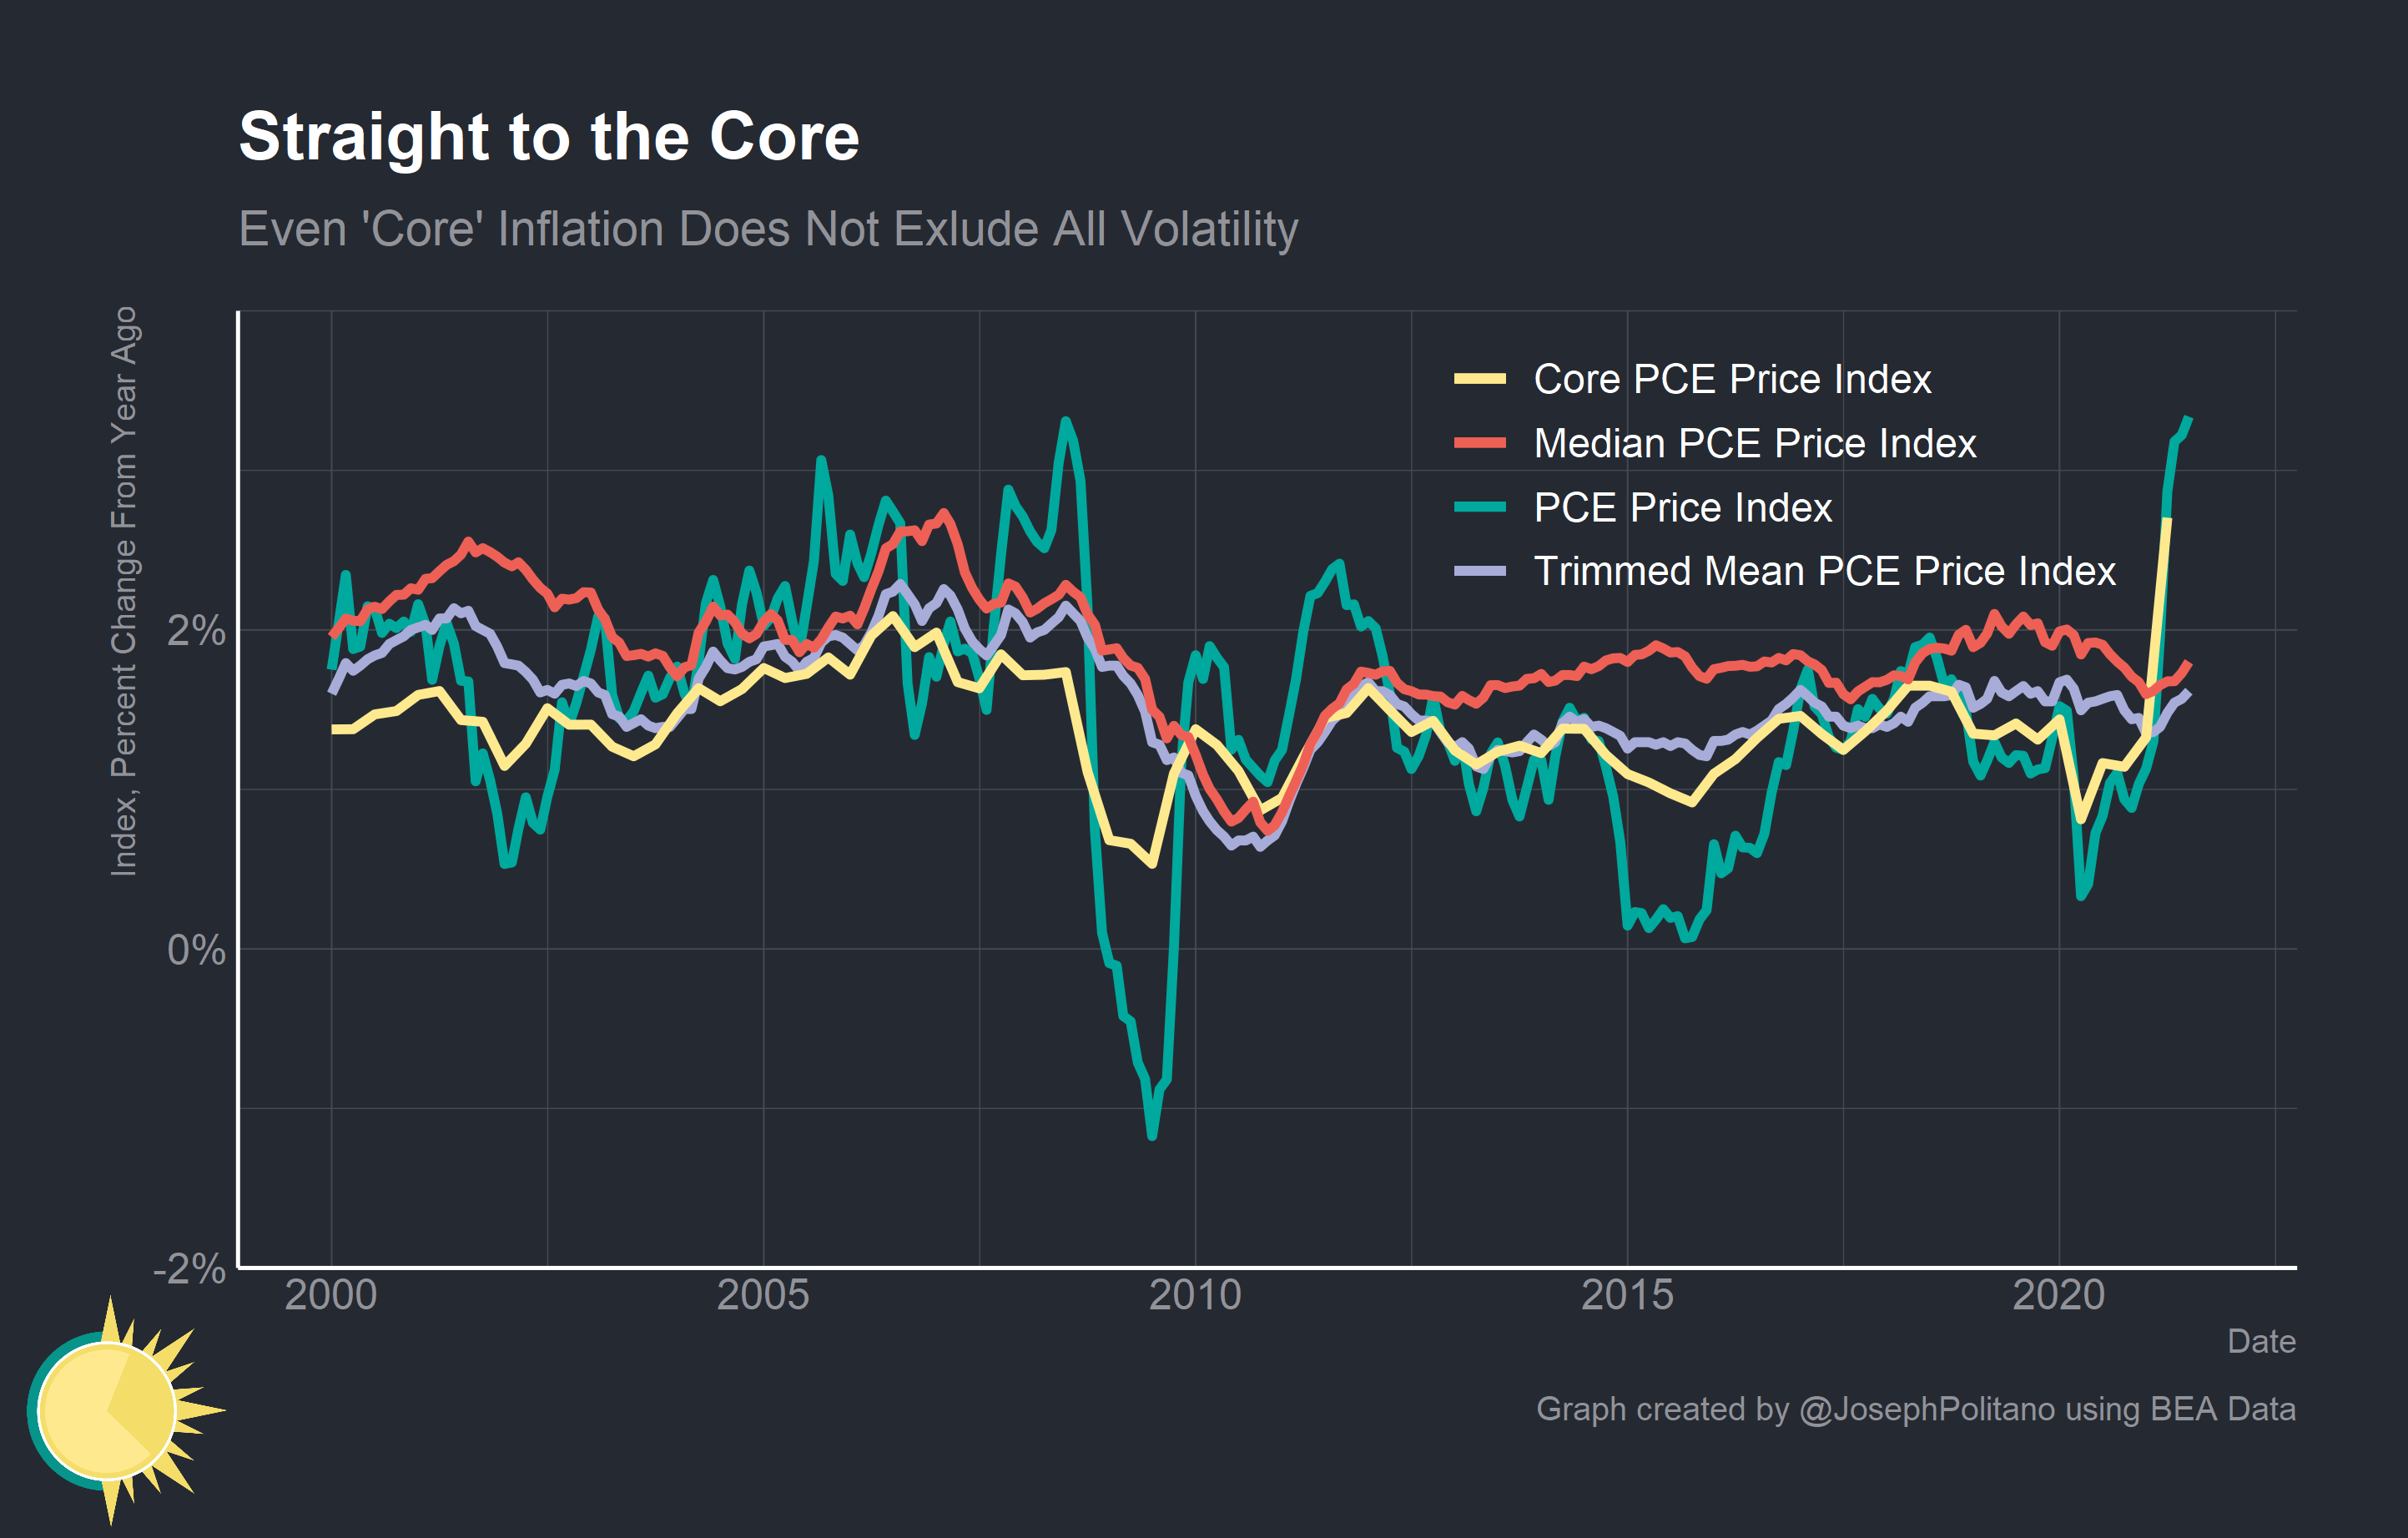 Straight to the Core
Even 'Core' Inflation Does Not Exlude All Volatility
Index, Percent Change From Year Ago
Core PCE Price Index
Median PCE Price Index
PCE Price Index
Trimmed Mean PCE Price Index
2%
0%
-2%
2000 2005 2010 2015 2020
Date
Graph created by @JosephPolitano using BEA Data